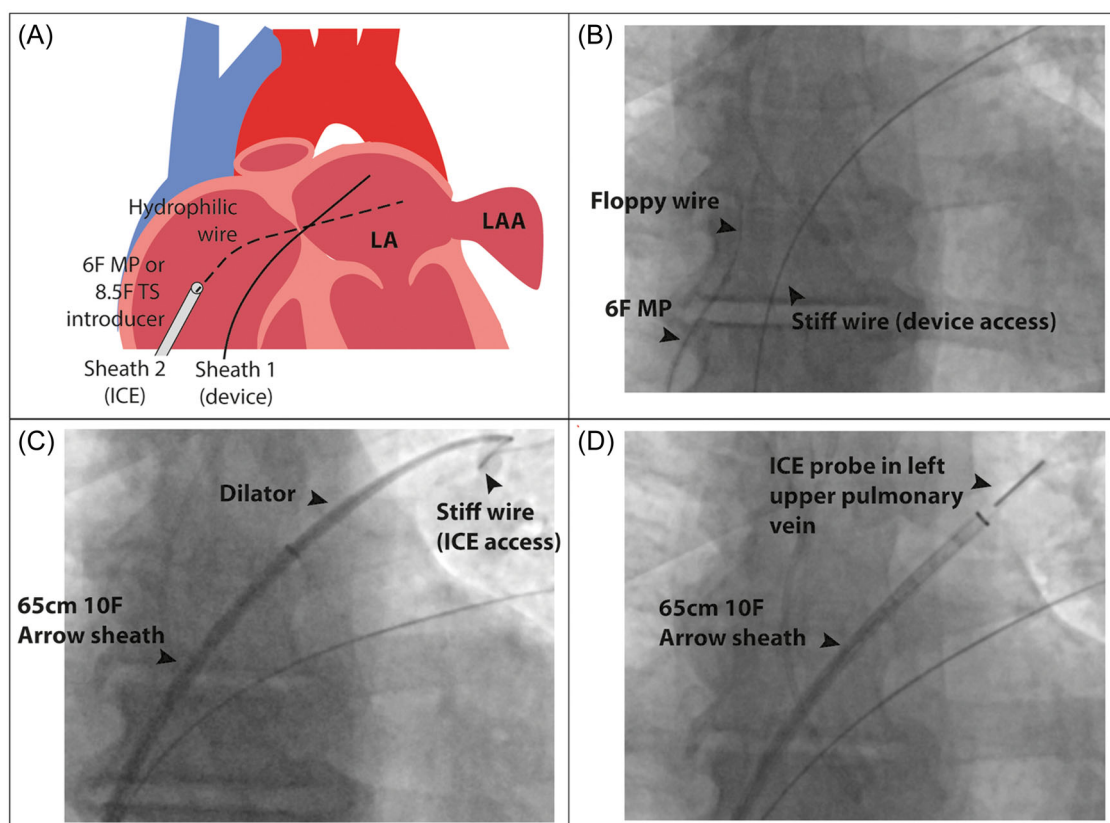 (A)
Hydrophilic
wire
6F MP or
8.5F TS
introducer
Sheath 2
(ICE)
Sheath 1
(device)
LA
LAA
(B)
Floppy wire
6F MP
Stiff wire (device access)
(C)
Dilator
Stiff wire
(ICE access)
65cm 10F
Arrow sheath
(D)
ICE probe in left
upper pulmonary
vein
65cm 10F
Arrow sheath